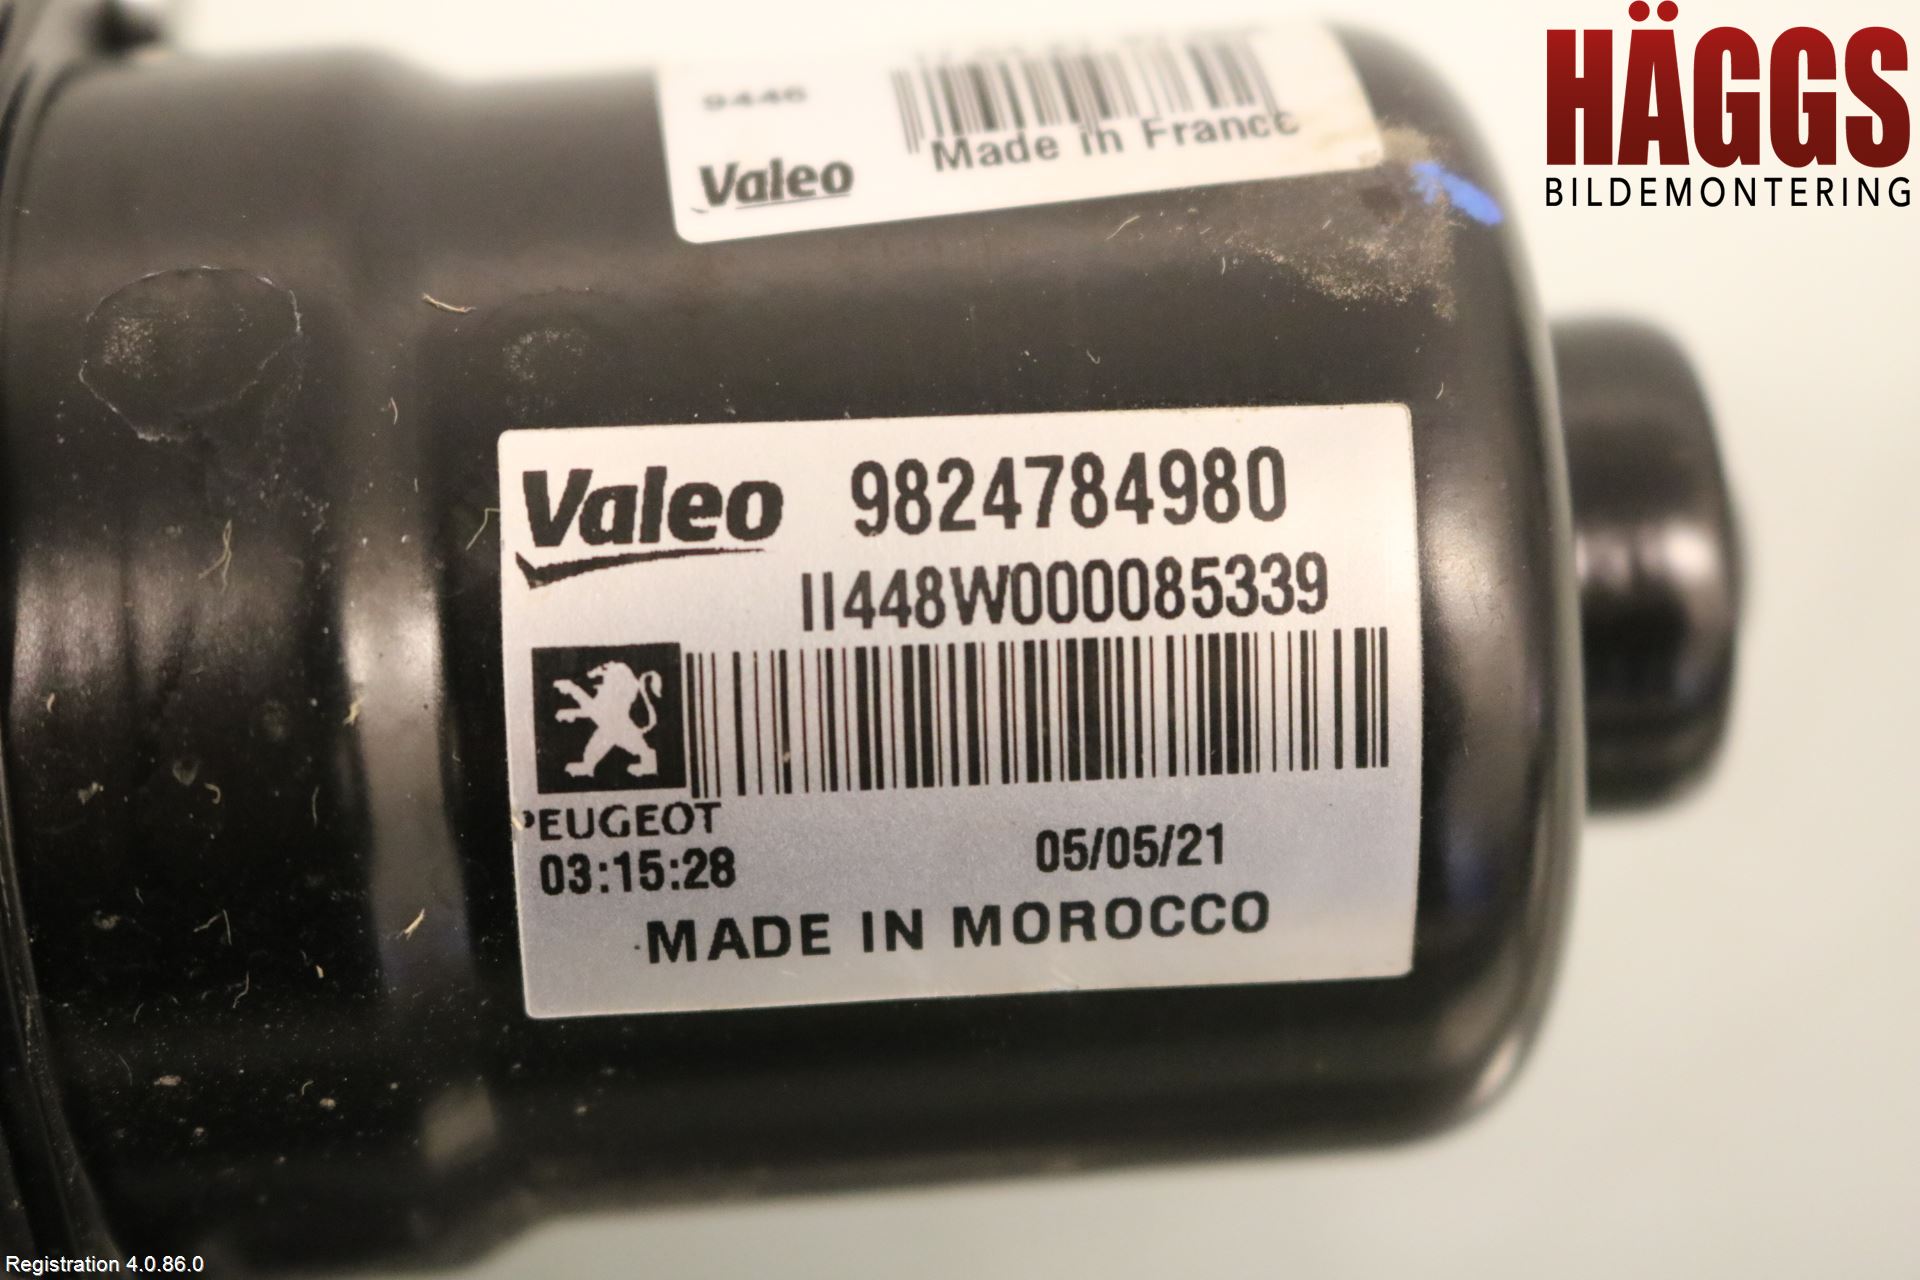 HÄGGS
BILDEMONTERING
9446
Made in France
Valeo
Valeo 9824784980
II448W000085339
PEUGEOT
03:15:28 05/05/21
MADE IN MOROCCO
Registration 4.0.86.0